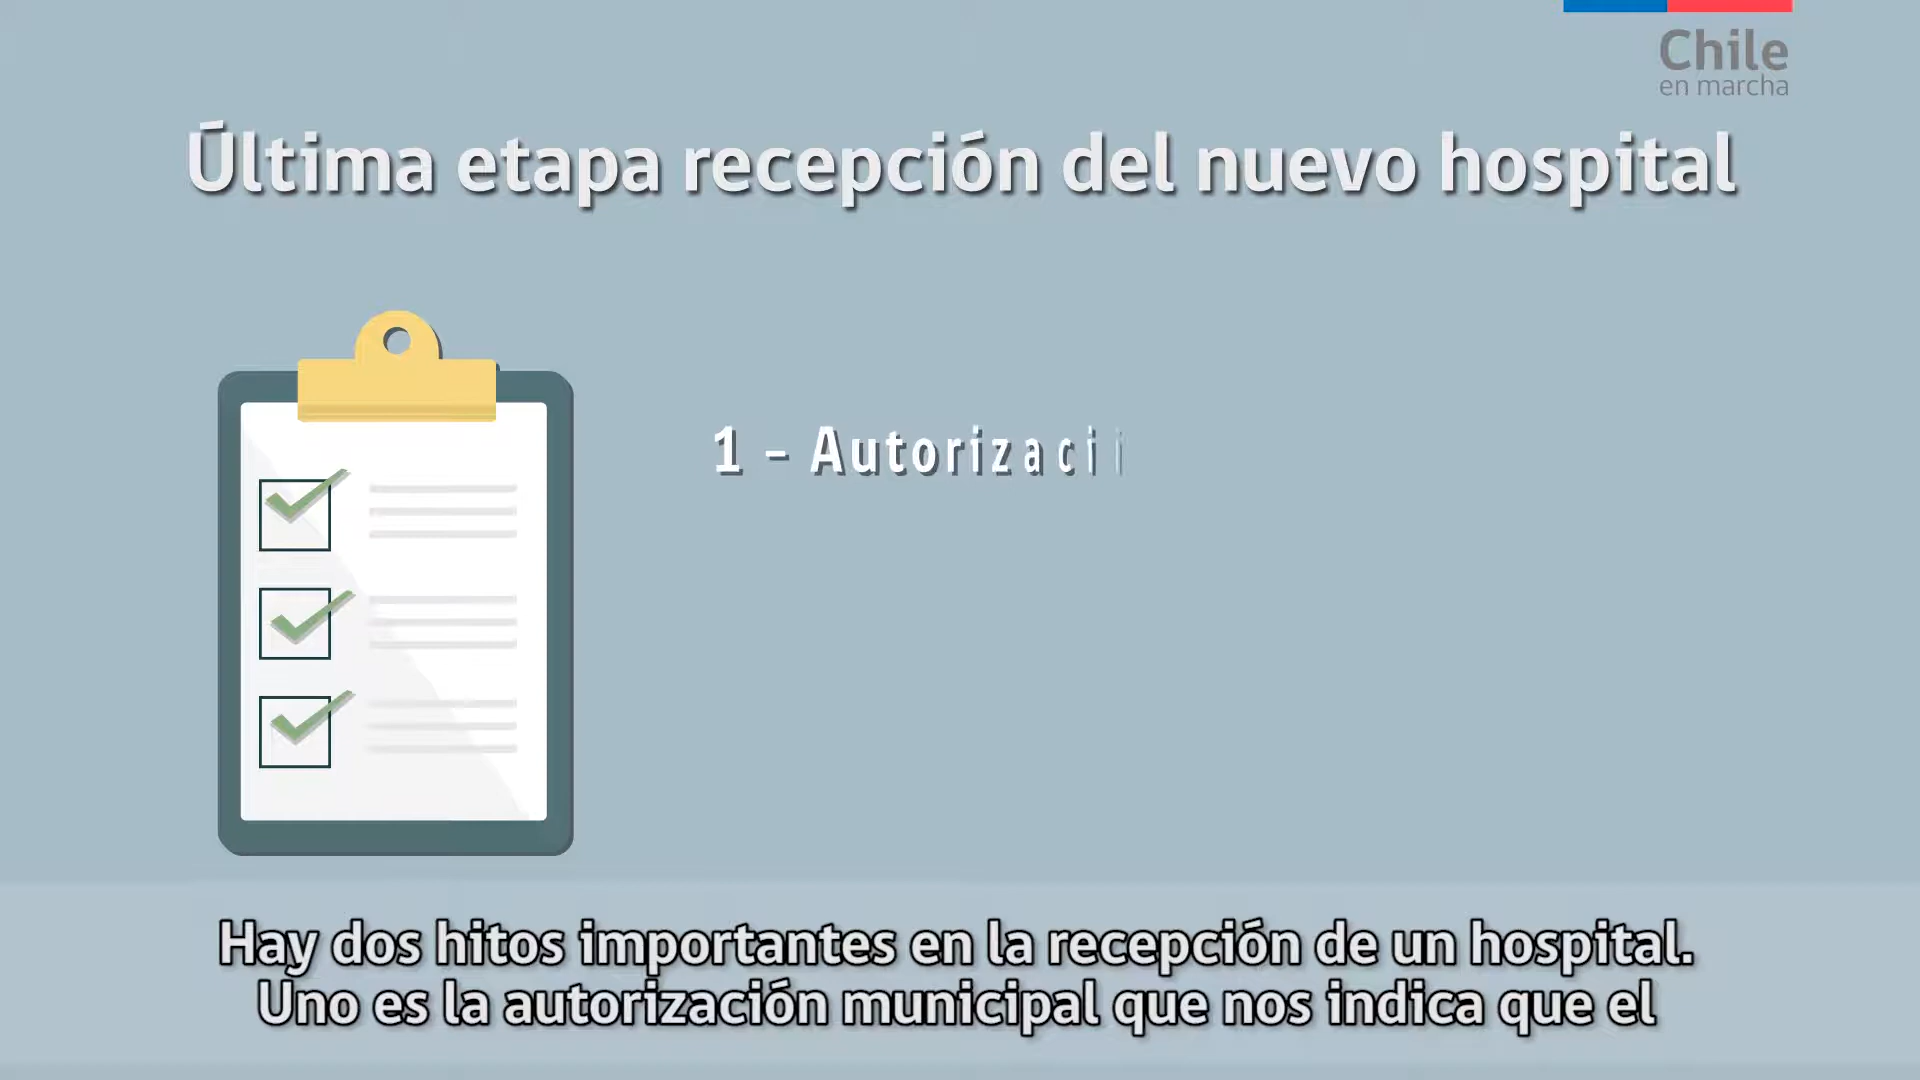 Chile
en marcha
Última etapa recepción del nuevo hospital
1 - Autorizaci
Hay dos hitos importantes en la recepción de un hospital.
Uno es la autorización municipal que nos indica que el